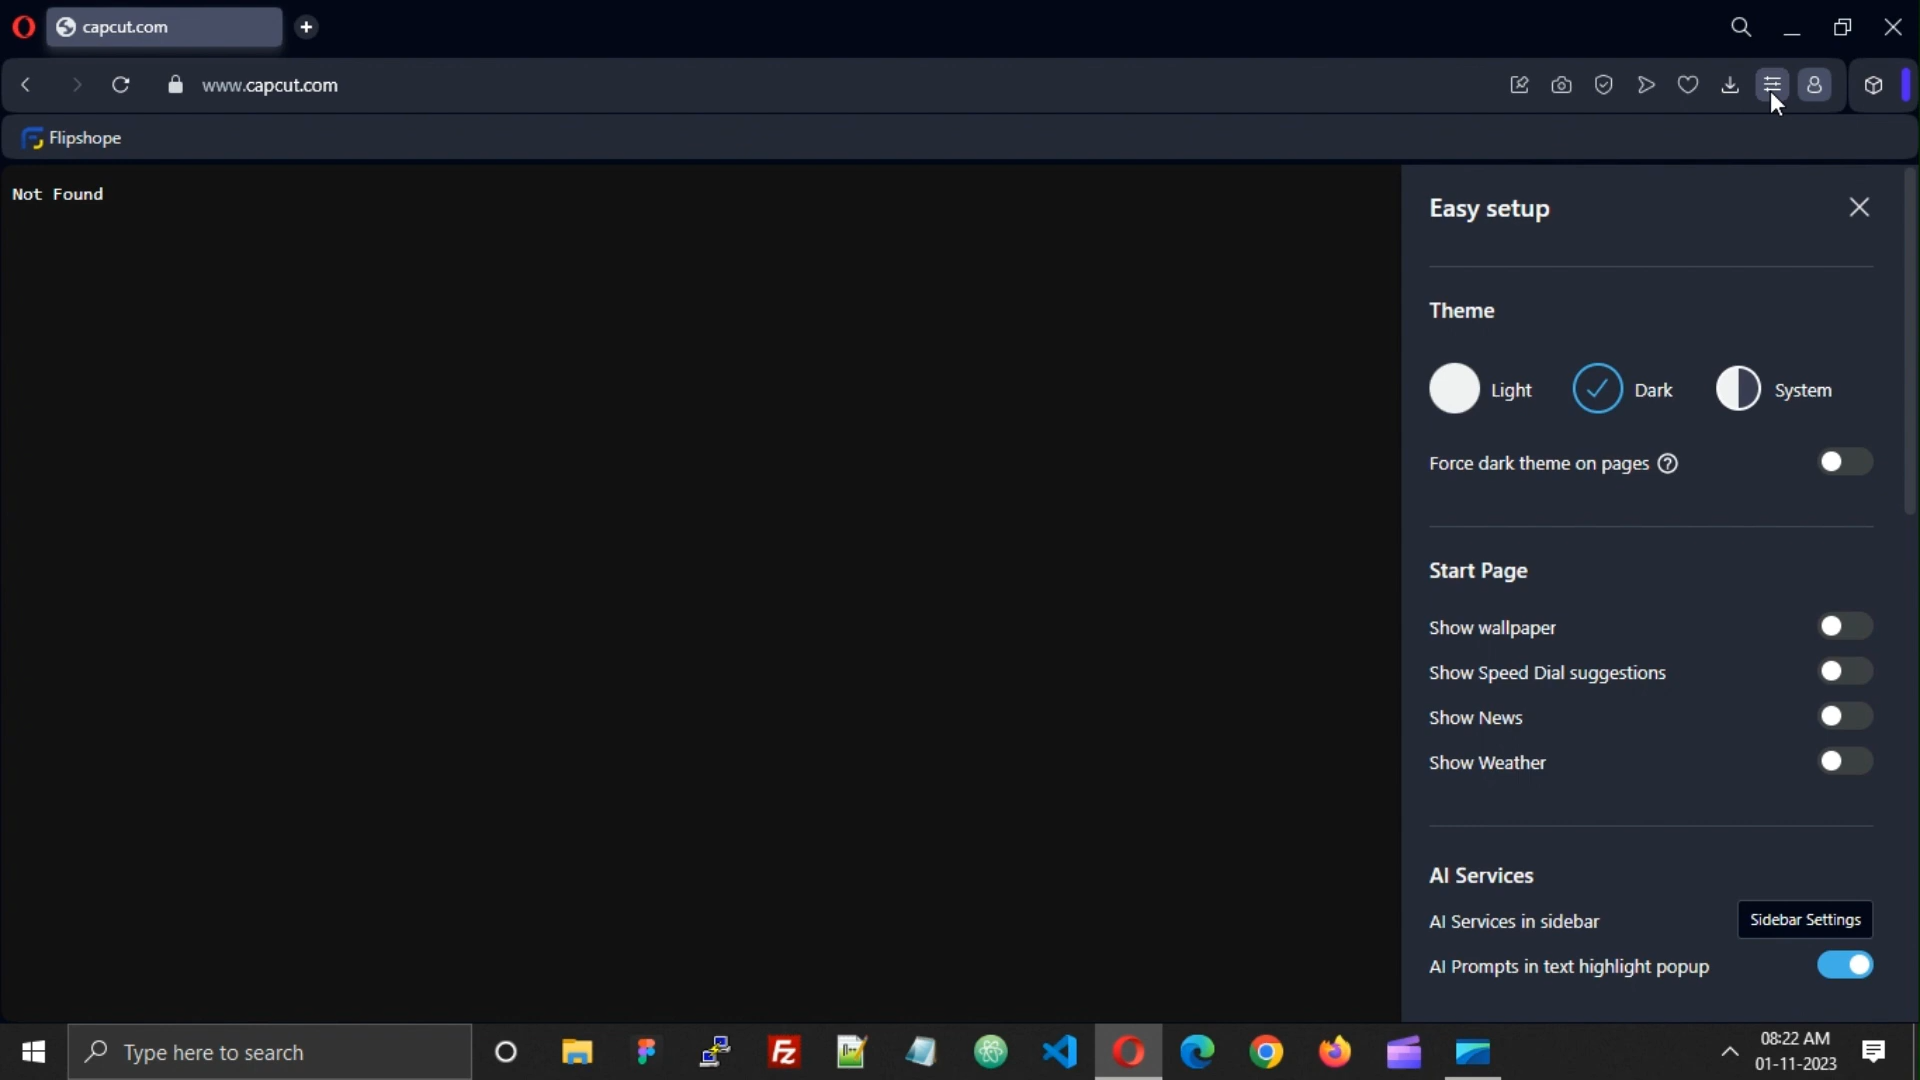 capcut.com
www.capcut.com
Flipshope
Not Found
Easy setup
Theme
Light
Dark
System
Force dark theme on pages
Start Page
Show wallpaper
Show Speed Dial suggestions
Show News
Show Weather
AI Services
AI Services in sidebar
Sidebar Settings
AI Prompts in text highlight popup
Type here to search
08:22 AM
01-11-2023